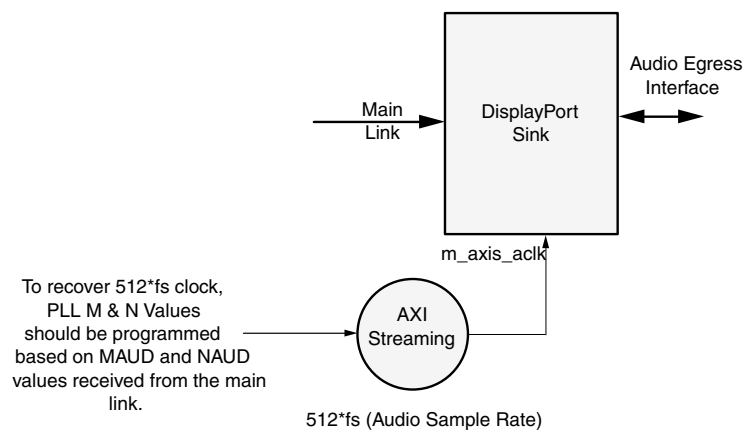 Audio Egress
Interface
DisplayPort
Sink
Main
Link
m_axis_aclk
To recover 512*fs clock,
PLL M & N Values
should be programmed
based on MAUD and NAUD
values received from the main
link.
AXI
Streaming
512*fs (Audio Sample Rate)